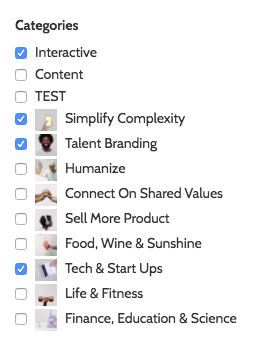 Categories
Interactive
Content
TEST
Simplify Complexity
Talent Branding
Humanize
Connect On Shared Values
Sell More Product
Food, Wine & Sunshine
Tech & Start Ups
Life & Fitness
Finance, Education & Science